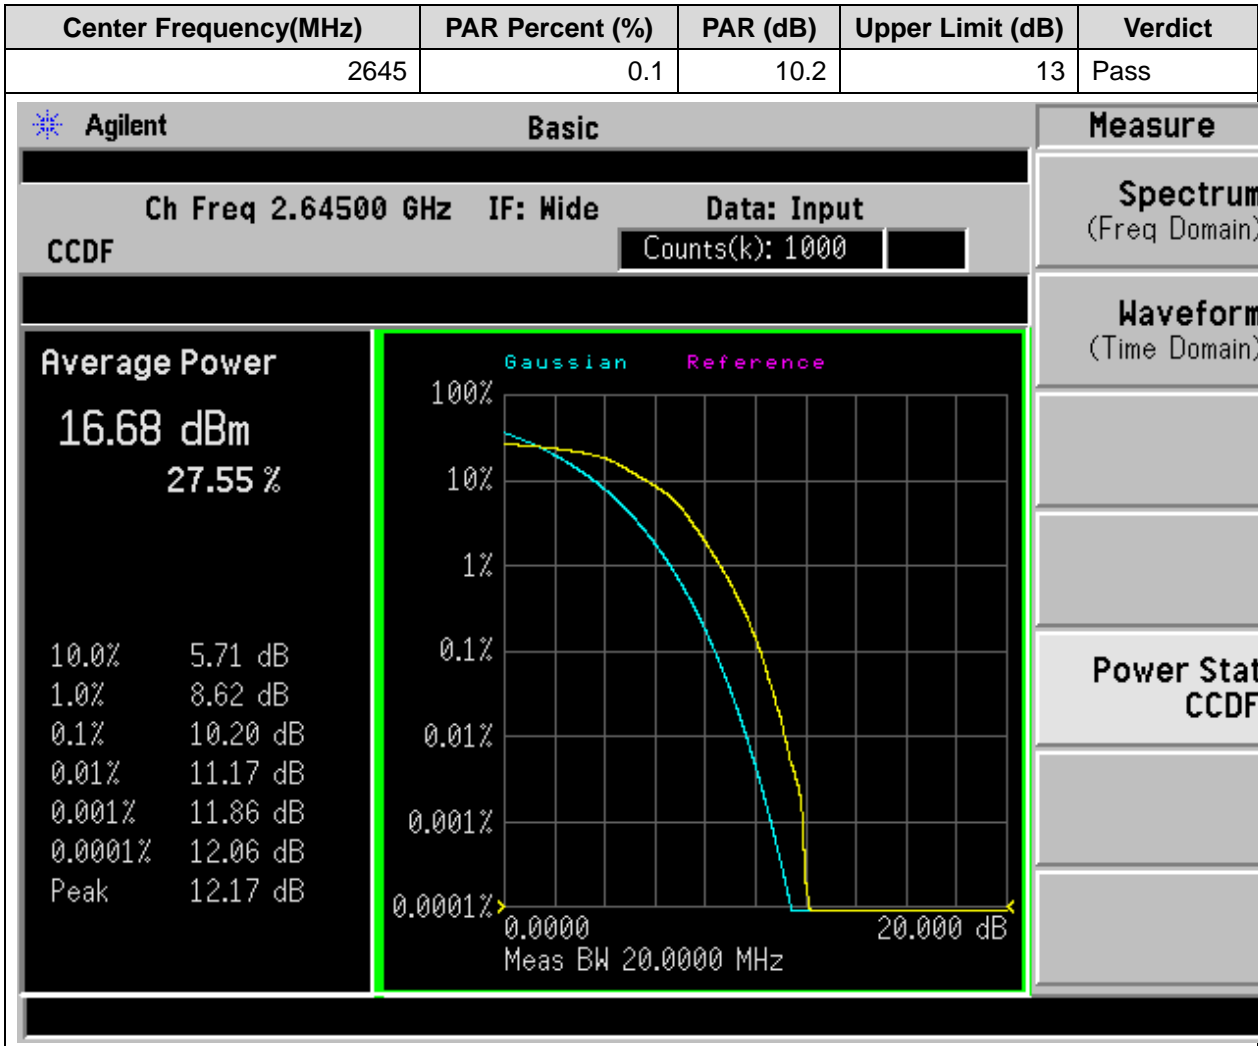 Center Frequency(MHz) PAR Percent (%) PAR (dB) Upper Limit (dB) Verdict
2645 0.1 10.2 13 Pass
Agilent Basic Measure
Ch Freq 2.64500 GHz IF: Wide Data: Input
CCDF Counts(k): 1000
Spectrum
(Freq Domain)
Waveform
(Time Domain)
Power Stat
CCDF
Average Power
16.68 dBm
27.55 %
10.0% 5.71 dB
1.0% 8.62 dB
0.1% 10.20 dB
0.01% 11.17 dB
0.001% 11.86 dB
0.0001% 12.06 dB
Peak 12.17 dB
Gaussian Reference
100%
10%
1%
0.1%
0.01%
0.001%
0.0001%
0.0000 20.000 dB
Meas BW 20.0000 MHz